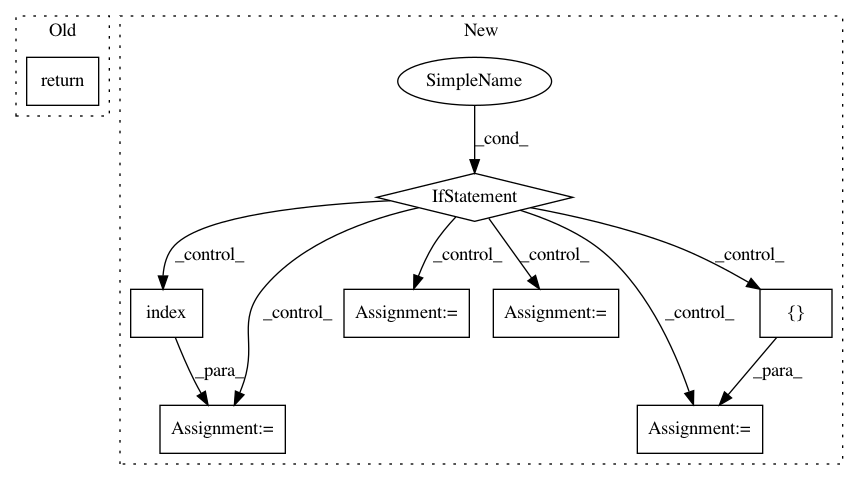 Old
New
return
SimpleName
_cond_
IfStatement
_control_
_control_
_control_
_control_
_control_
_control_
index
Assignment:=
Assignment:=
{}
_para_
_para_
Assignment:=
Assignment:=